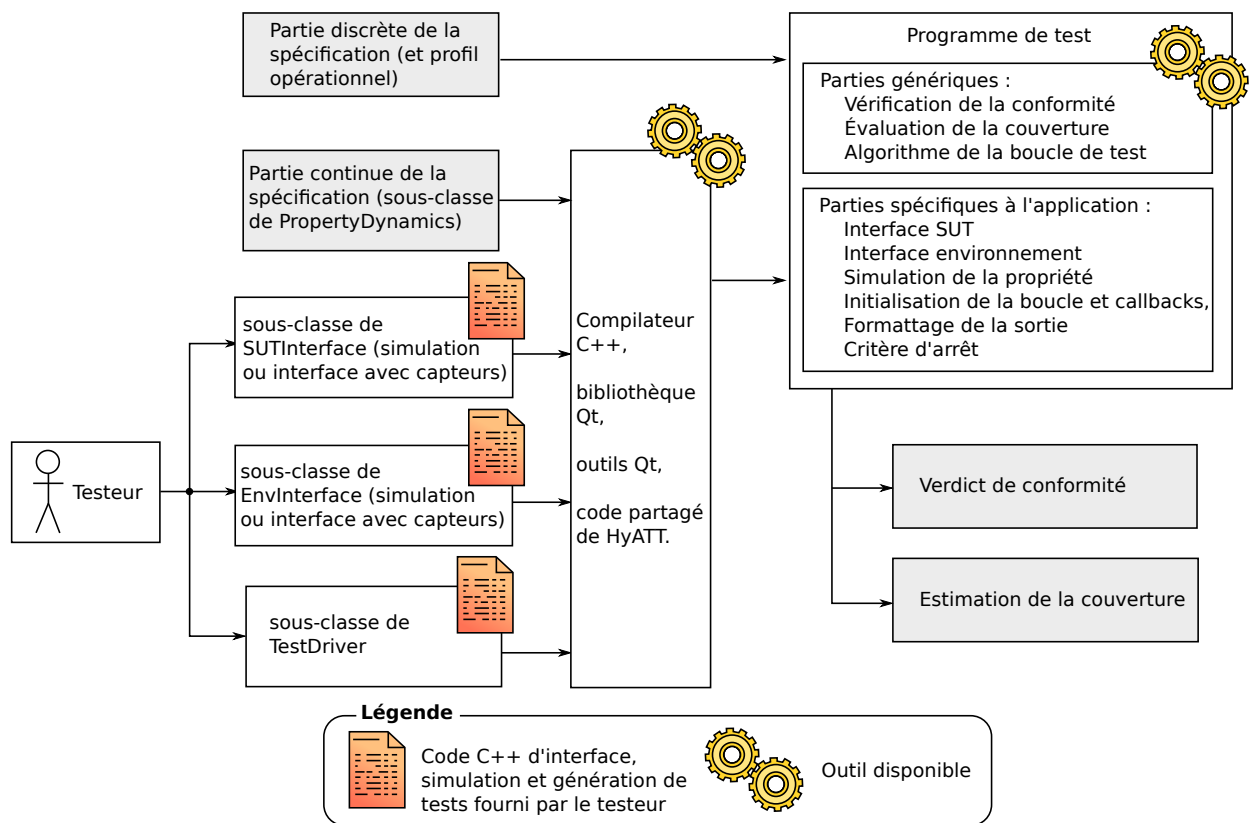 Partie discrète de la
spécification (et profil
opérationnel)
Partie continue de la
spécification (sous-classe
de PropertyDynamics)
sous-classe de
SUTInterface (simulation
ou interface avec capteurs)
Testeur
sous-classe de
EnvInterface (simulation
ou interface avec capteurs)
sous-classe de
TestDriver
Compilateur
C++,
bibliothèque
Qt,
outils Qt,
code partagé
de HyATT.
Programme de test
Parties génériques :
Vérification de la conformité
Évaluation de la couverture
Algorithme de la boucle de test
Parties spécifiques à l'application :
Interface SUT
Interface environnement
Simulation de la propriété
Initialisation de la boucle et callbacks,
Formattage de la sortie
Critère d'arrêt
Verdict de conformité
Estimation de la couverture
Légende
Code C++ d'interface,
simulation et génération de
tests fourni par le testeur
Outil disponible